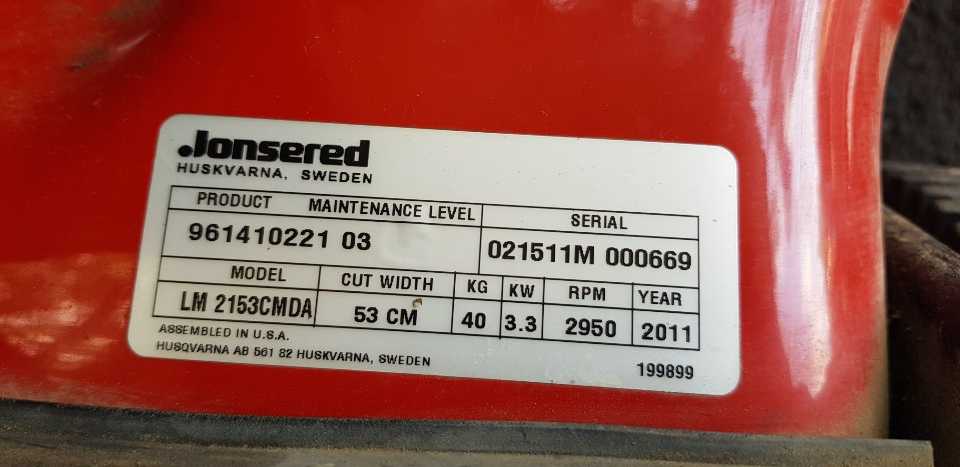 Jonsered
HUSKVARNA, SWEDEN
PRODUCT MAINTENANCE LEVEL SERIAL
961410221 03 021511M 000669
MODEL CUT WIDTH KG KW RPM YEAR
LM 2153CMDA 53 CM 40 3.3 2950 2011
ASSEMBLED IN U.S.A.
HUSQVARNA AB 561 82 HUSKVARNA, SWEDEN 199899